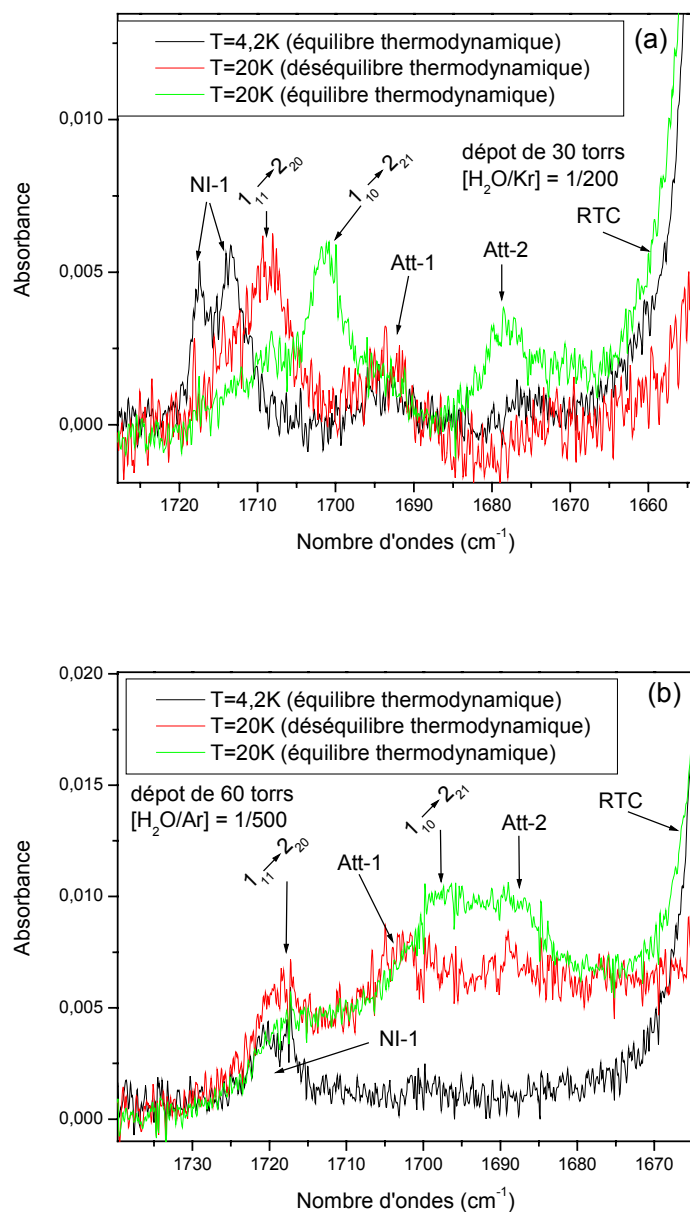 T=4,2K (équilibre thermodynamique)
T=20K (déséquilibre thermodynamique)
T=20K (équilibre thermodynamique)
(a)
0,010
0,005
0,000
Absorbance
NI-1
1₁₁→2₂₀
1₁₀→2₂₁
Att-1
Att-2
dépot de 30 torrs
[H₂O/Kr] = 1/200
RTC
1720 1710 1700 1690 1680 1670 1660
Nombre d'ondes (cm⁻¹)
T=4,2K (équilibre thermodynamique)
T=20K (déséquilibre thermodynamique)
T=20K (équilibre thermodynamique)
(b)
0,020
0,015
0,010
0,005
0,000
Absorbance
dépot de 60 torrs
[H₂O/Ar] = 1/500
1₁₁→2₂₀
Att-1
1₁₀→2₂₁
Att-2
RTC
NI-1
1730 1720 1710 1700 1690 1680 1670
Nombre d'ondes (cm⁻¹)